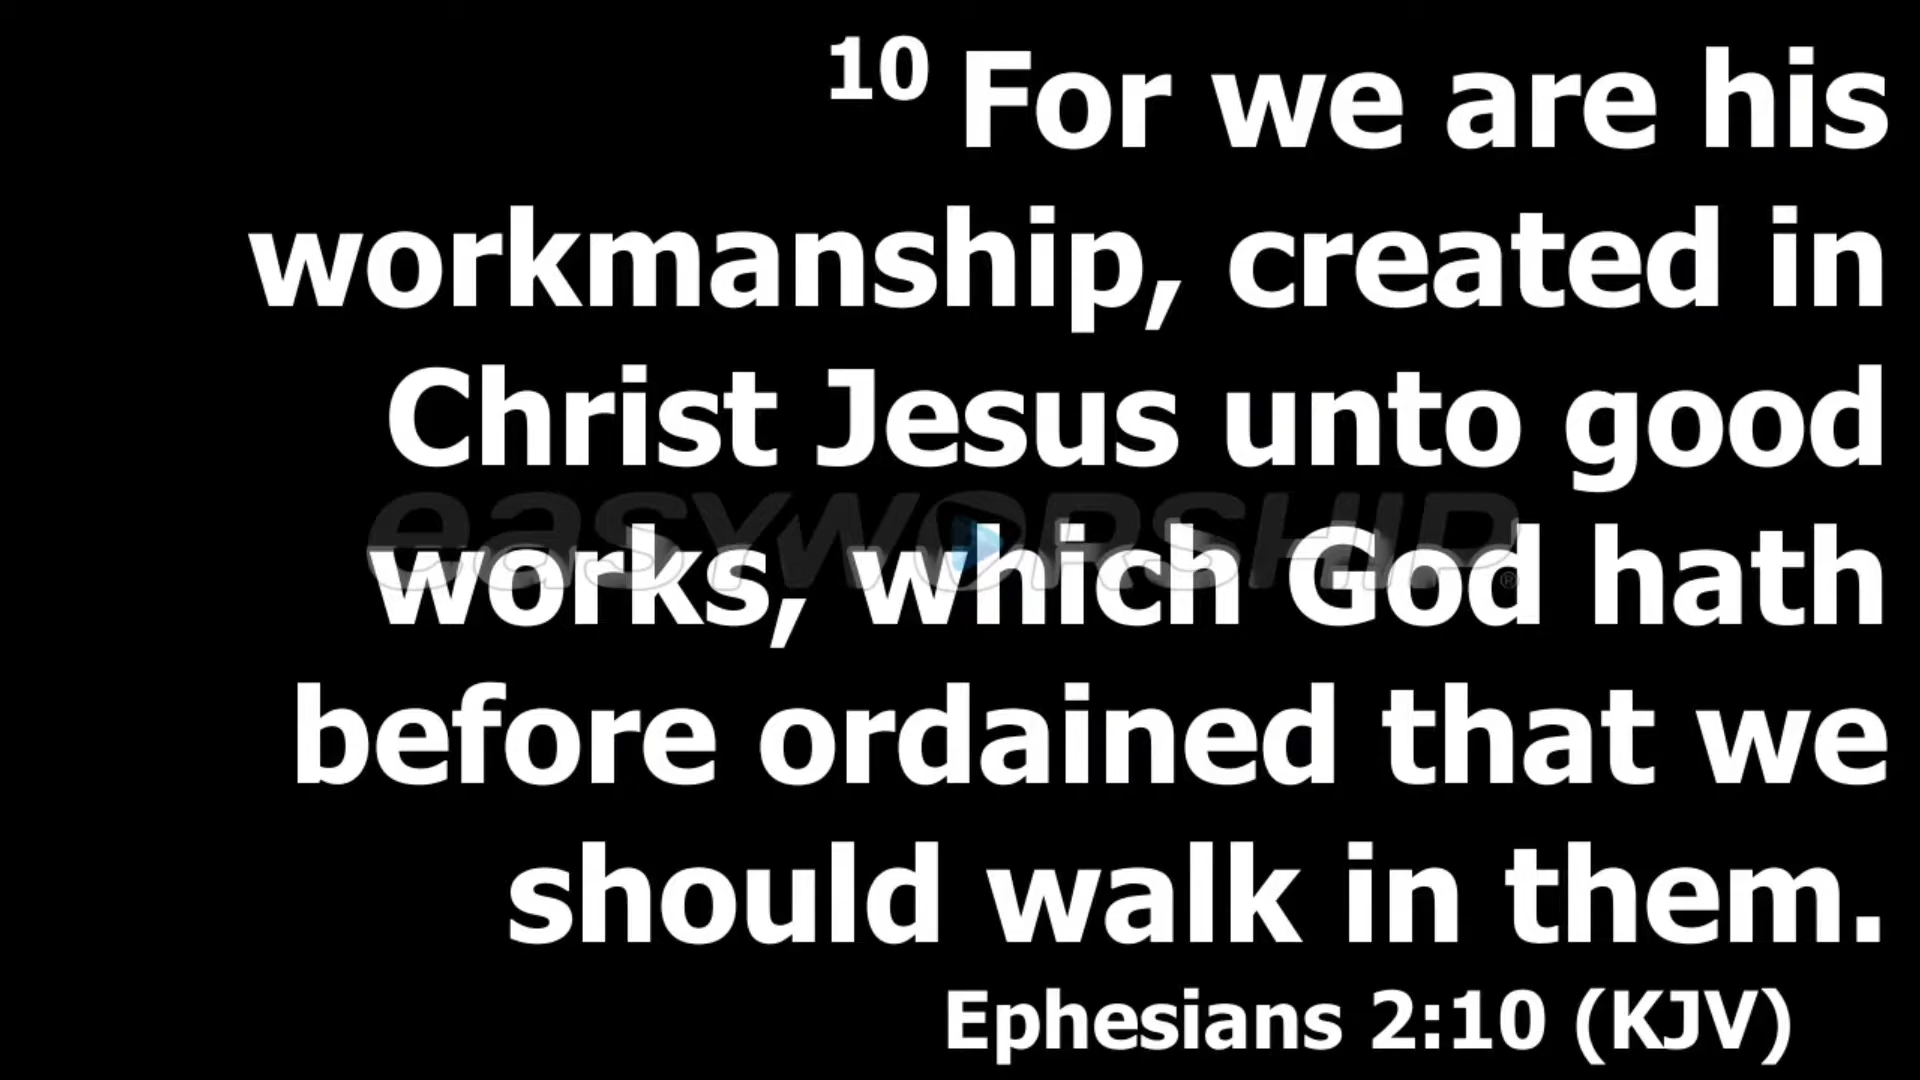 10 For we are his
workmanship, created in
Christ Jesus unto good
easyWORSHIP®
works, which God hath
before ordained that we
should walk in them.
Ephesians 2:10 (KJV)